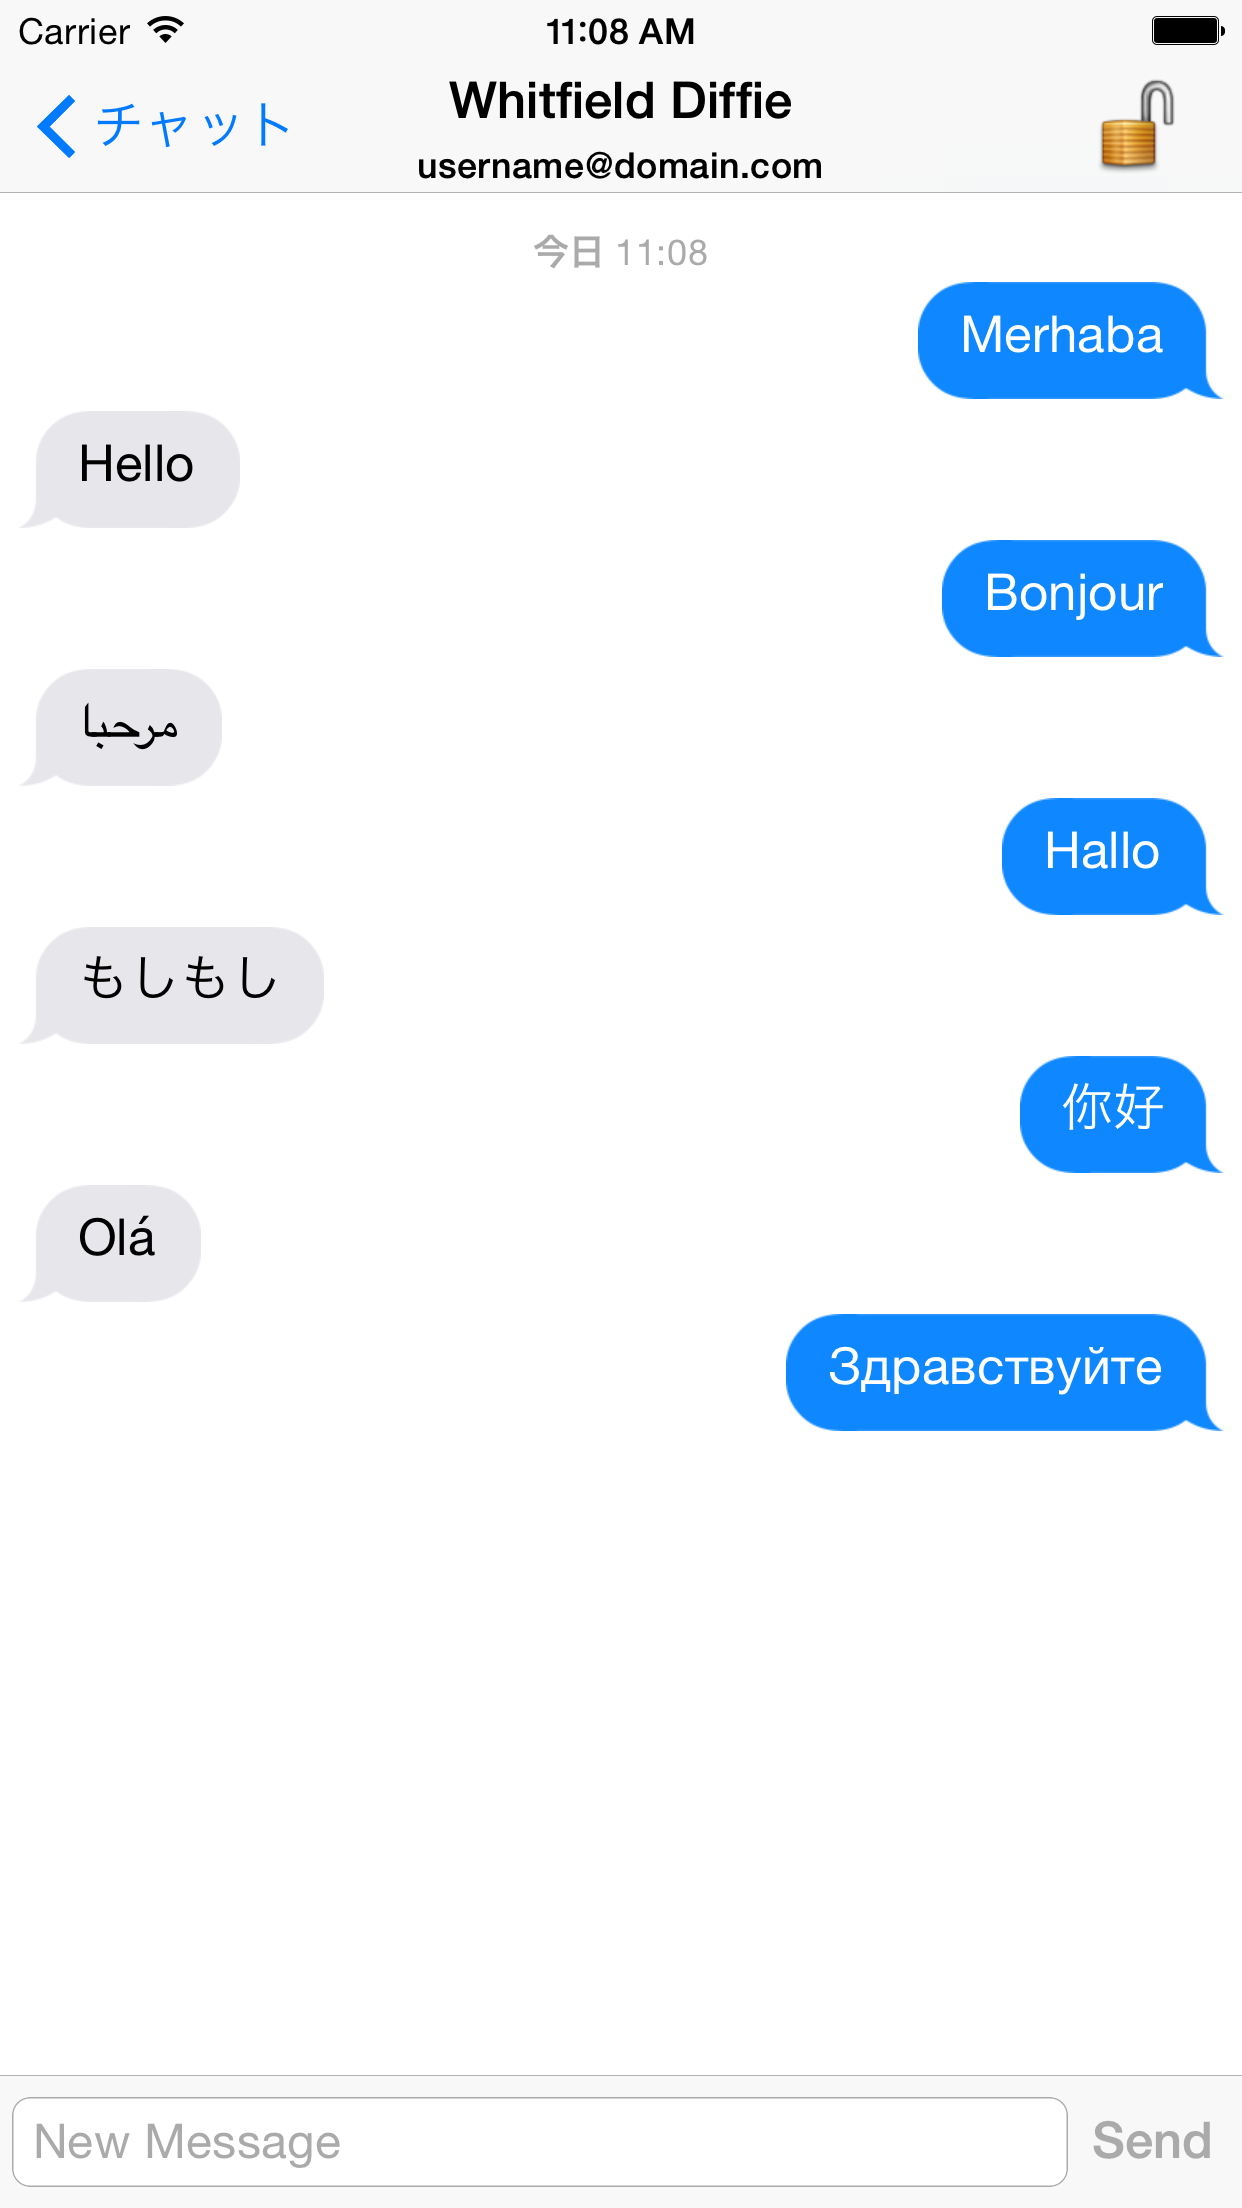 Carrier 11:08 AM
チャット
Whitfield Diffie
username@domain.com
今日 11:08
Merhaba
Hello
Bonjour
مرحبا
Hallo
もしもし
你好
Olá
Здравствуйте
New Message Send